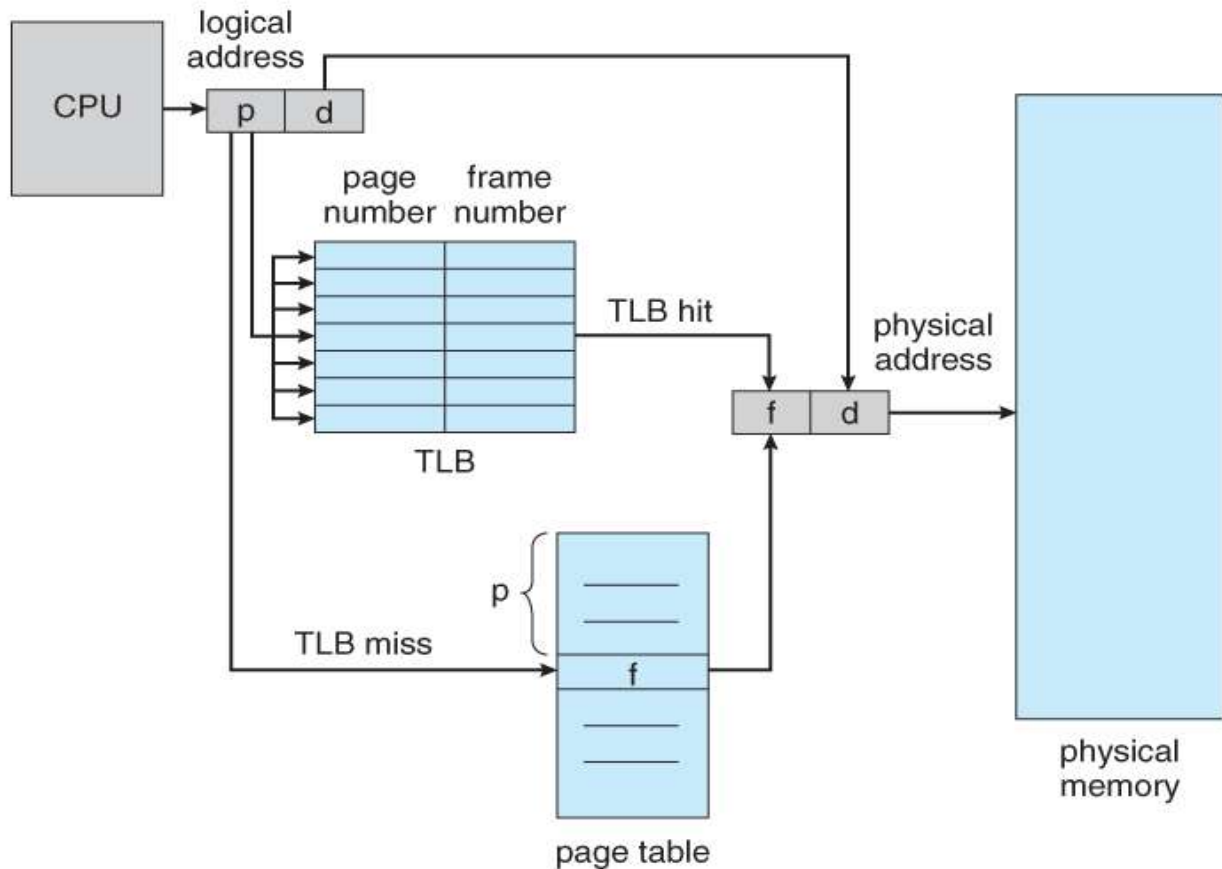 logical
address
CPU
p
d
page
number
frame
number
TLB hit
physical
address
f
d
TLB
p
TLB miss
f
physical
memory
page table